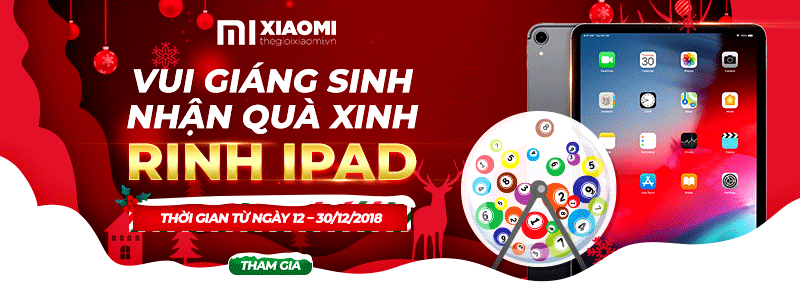 XIAOMI
thegioixiaomi.vn
VUI GIÁNG SINH
NHẬN QUÀ XINH
RINH IPAD
THỜI GIAN TỪ NGÀY 12 – 30/12/2018
THAM GIA